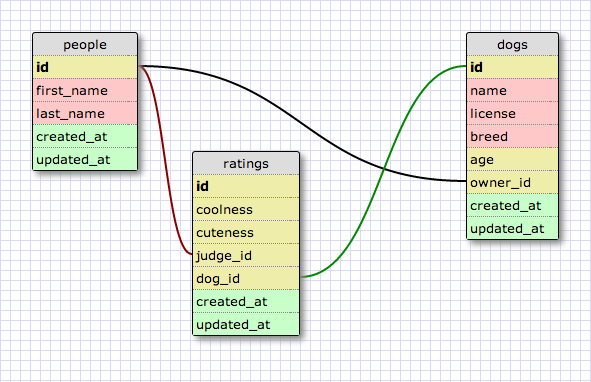 people
id
first_name
last_name
created_at
updated_at
ratings
id
coolness
cuteness
judge_id
dog_id
created_at
updated_at
dogs
id
name
license
breed
age
owner_id
created_at
updated_at